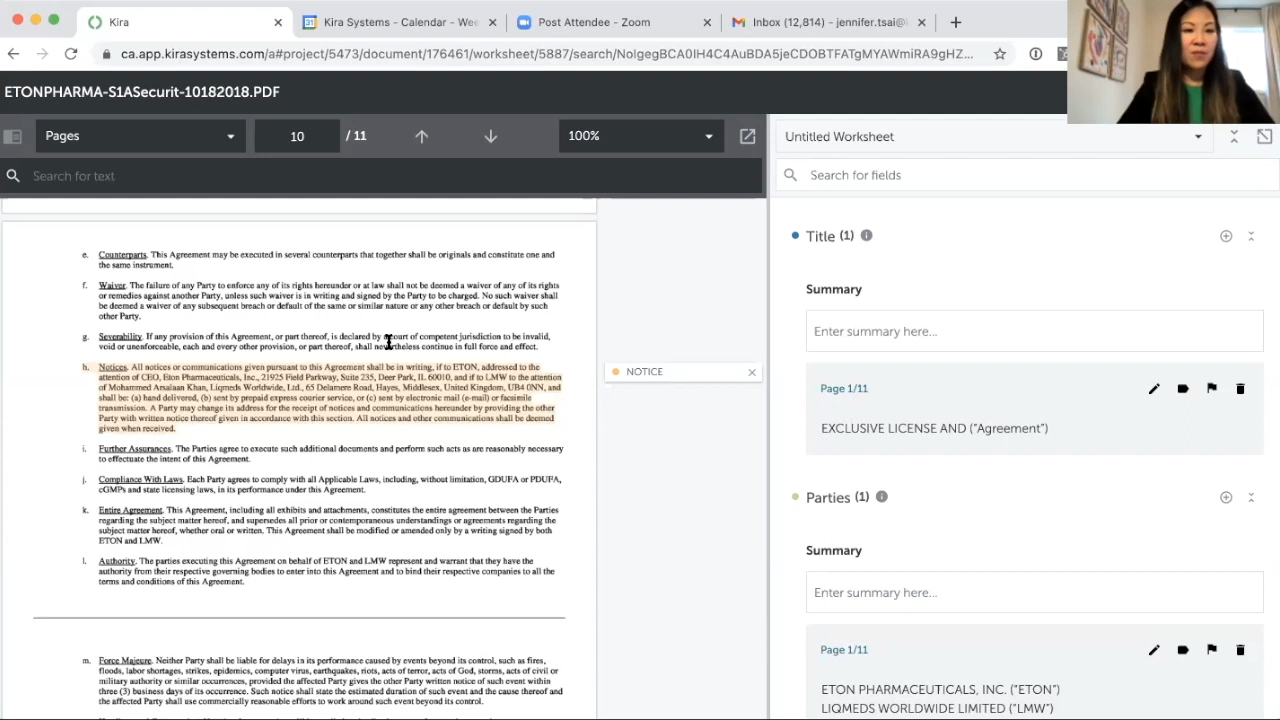 Kira
Kira Systems - Calendar - We
Post Attendee - Zoom
Inbox (12,814) - jennifer.tsai@
ca.app.kirasystems.com/a#project/5473/document/176461/worksheet/5887/search/NoIgegBCA0IH4C4AuBDA5jeCDOBTFATgMYAWmiRA9gHZ...
ETONPHARMA-S1ASecurit-10182018.PDF
Pages
10
/ 11
100%
Search for text
e. Counterparts. This Agreement may be executed in several counterparts that together shall be originals and constitute one and
the same instrument.
f. Waiver. The failure of any Party to enforce any of its rights hereunder or at law shall not be deemed a waiver of any of its rights
or remedies against another Party, unless such waiver is in writing and signed by the Party to be charged. No such waiver shall
be deemed a waiver of any subsequent breach or default of the same or similar nature or any other breach or default by such
other Party.
g. Severability. If any provision of this Agreement, or part thereof, is declared by a court of competent jurisdiction to be invalid,
void or unenforceable, each and every other provision, or part thereof, shall nevertheless continue in full force and effect.
h. Notices. All notices or communications given pursuant to this Agreement shall be in writing, if to ETON, addressed to the
attention of CEO, Eton Pharmaceuticals, Inc., 21925 Field Parkway, Suite 235, Deer Park, IL 60010, and if to LMW to the attention
of Mohammed Arsalaan Khan, Liqmeds Worldwide, Ltd., 65 Delamere Road, Hayes, Middlesex, United Kingdom, UB4 0NN, and
shall be: (a) hand delivered, (b) sent by prepaid express courier service, or (c) sent by electronic mail (e-mail) or facsimile
transmission. A Party may change its address for the receipt of notices and communications hereunder by providing the other
Party with written notice thereof given in accordance with this section. All notices and other communications shall be deemed
given when received.
i. Further Assurances. The Parties agree to execute such additional documents and perform such acts as are reasonably necessary
to effectuate the intent of this Agreement.
j. Compliance With Laws. Each Party agrees to comply with all Applicable Laws, including, without limitation, GDUFA or PDUFA,
cGMPs and state licensing laws, in its performance under this Agreement.
k. Entire Agreement. This Agreement, including all exhibits and attachments, constitutes the entire agreement between the Parties
regarding the subject matter hereof, and supersedes all prior or contemporaneous understandings or agreements regarding the
subject matter hereof, whether oral or written. This Agreement shall be modified or amended only by a writing signed by both
ETON and LMW.
l. Authority. The parties executing this Agreement on behalf of ETON and LMW represent and warrant that they have the
authority from their respective governing bodies to enter into this Agreement and to bind their respective companies to all the
terms and conditions of this Agreement.
m. Force Majeure. Neither Party shall be liable for delays in its performance caused by events beyond its control, such as fires,
floods, labor shortages, strikes, epidemics, computer virus, earthquakes, riots, acts of terror, acts of God, storms, acts of civil or
military authority or similar occurrences, provided the affected Party gives the other Party written notice of such event within
three (3) business days of its occurrence. Such notice shall state the estimated duration of such event and the cause thereof and
the affected Party shall use commercially reasonable efforts to work around such event beyond its control.
NOTICE
Untitled Worksheet
Search for fields
Title (1)
Summary
Enter summary here...
Page 1/11
EXCLUSIVE LICENSE AND ("Agreement")
Parties (1)
Summary
Enter summary here...
Page 1/11
ETON PHARMACEUTICALS, INC. ("ETON")
LIQMEDS WORLDWIDE LIMITED ("LMW")